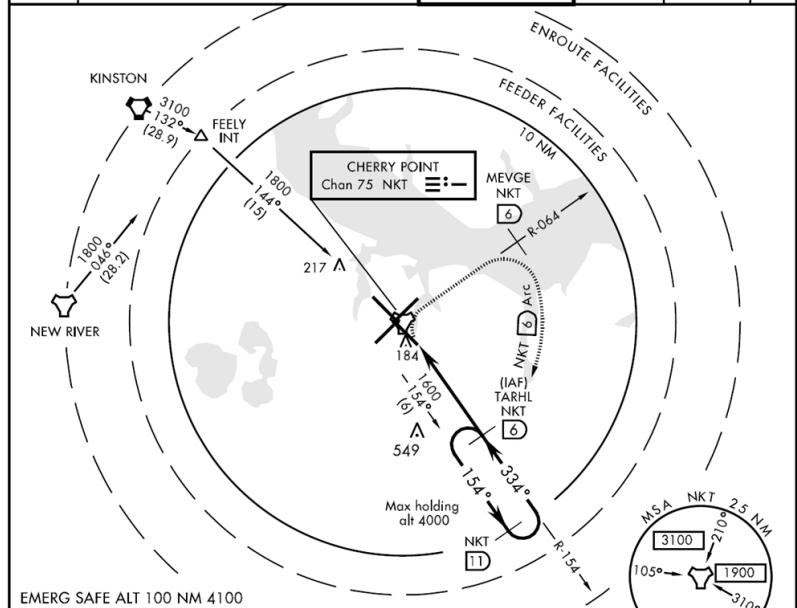 ENROUTE FACILITIES
FEEDER FACILITIES
10 NM
KINSTON
3100
132°
(28.9)
FEELY
INT
CHERRY POINT
Chan 75 NKT
1800
144°
(15)
MEVGE
NKT
6
R-064
1800
046°
(28.2)
217
NEW RIVER
NKT 6 Arc
184
1600
154°
(6)
(IAF)
TARHL
NKT
6
549
154°
334°
Max holding
alt 4000
NKT
11
R-154
MSA NKT 25 NM
3100
210°
105°
1900
3100
EMERG SAFE ALT 100 NM 4100